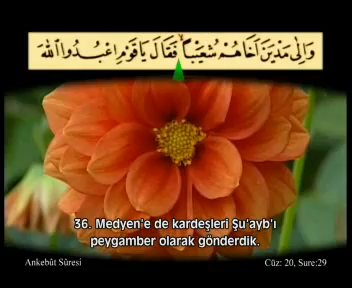 وَإِلَىٰ مَدْيَنَ أَخَاهُمْ شُعَيْبًا فَقَالَ يَا قَوْمِ اعْبُدُوا اللَّهَ
36. Medyen'e de kardeşleri Şu'ayb'ı
peygamber olarak gönderdik.
Ankebût Sûresi
Cüz: 20, Sure:29